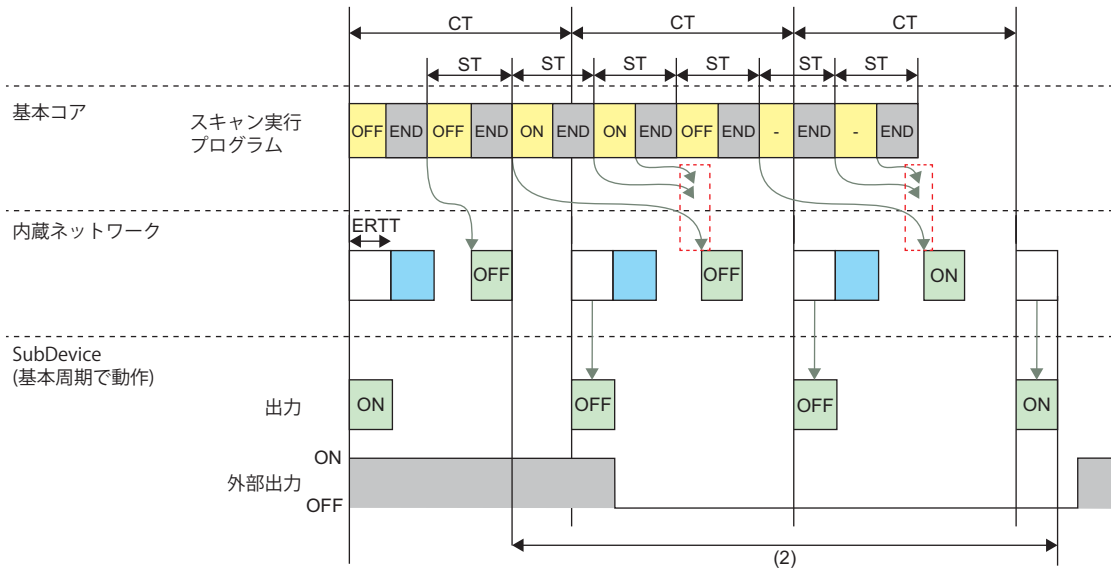 CT CT CT
ST ST ST ST ST ST
基本コア
スキャン実行
プログラム
OFF END OFF END ON END ON END OFF END - END - END
内蔵ネットワーク
ERTT
OFF OFF ON
SubDevice
(基本周期で動作)
出力
ON OFF OFF ON
ON
外部出力
OFF
(2)